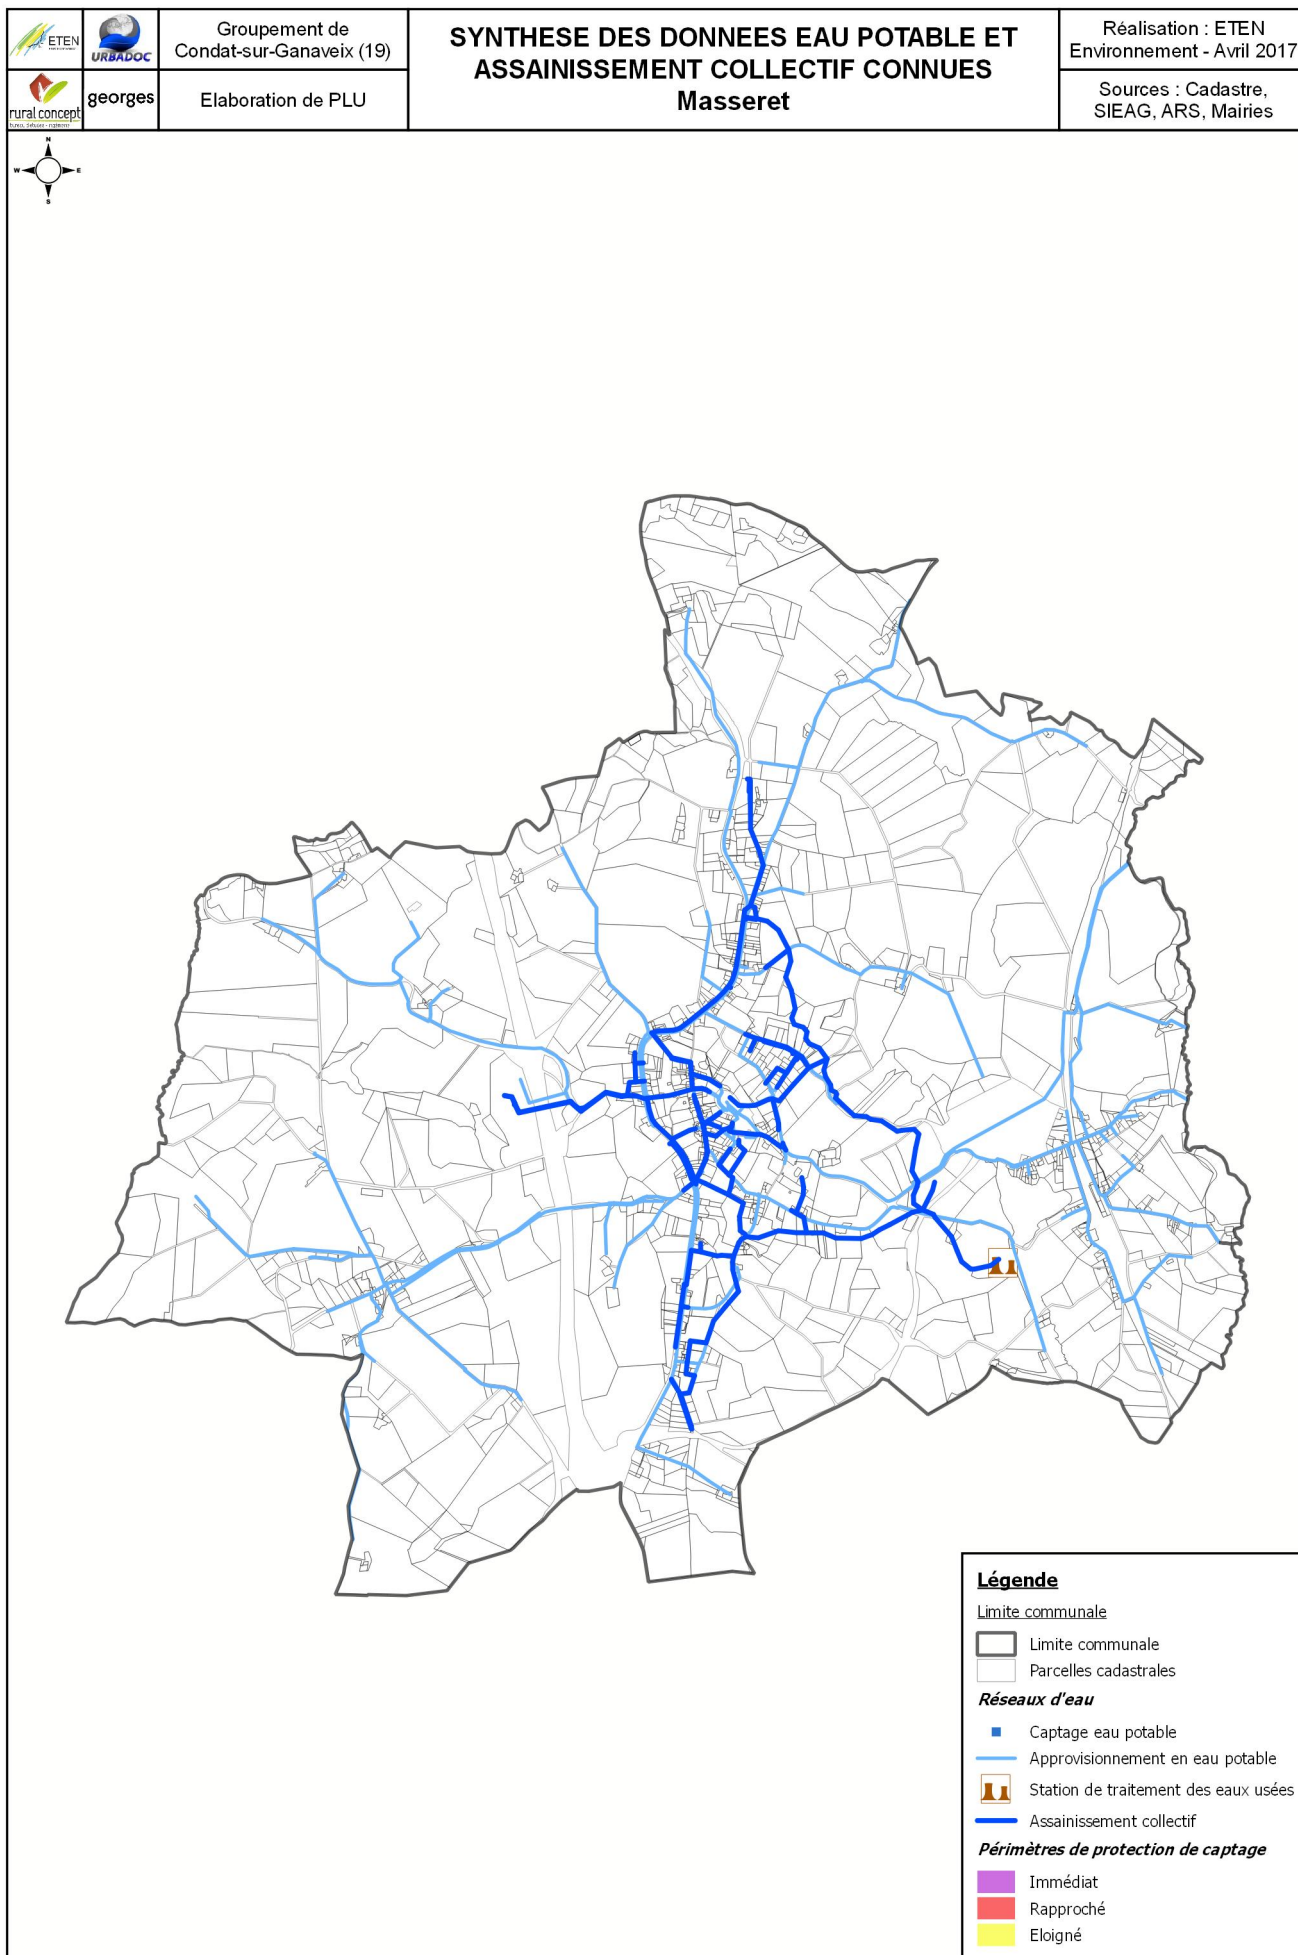 ETEN
URBADOC
rural concept
georges
Groupement de
Condat-sur-Ganaveix (19)
Elaboration de PLU
SYNTHESE DES DONNEES EAU POTABLE ET
ASSAINISSEMENT COLLECTIF CONNUES
Masseret
Réalisation : ETEN
Environnement - Avril 2017
Sources : Cadastre,
SIEAG, ARS, Mairies
N
W
E
S
Légende
Limite communale
Limite communale
Parcelles cadastrales
Réseaux d'eau
Captage eau potable
Approvisionnement en eau potable
Station de traitement des eaux usées
Assainissement collectif
Périmètres de protection de captage
Immédiat
Rapproché
Eloigné